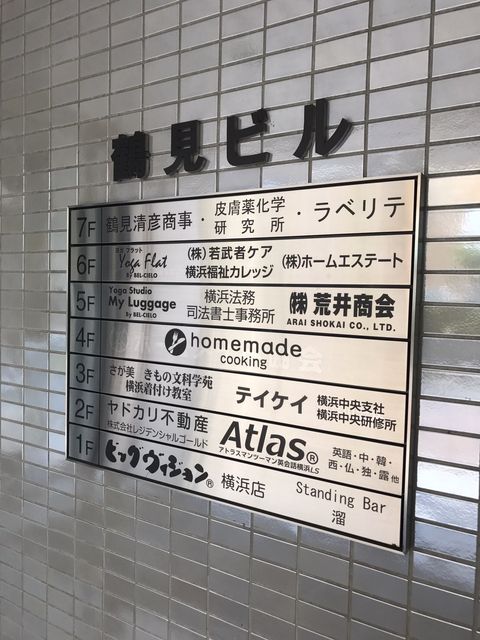 鶴見ビル
7F 鶴見清彦商事・皮膚薬化学研究所・ラベリテ
6F ヨガ フラット Yoga Flat By BEL-CIELO (株)若武者ケア 横浜福祉カレッジ (株)ホームエステート
5F Yoga Studio My Luggage By BEL-CIELO 横浜法務司法書士事務所 (株)荒井商会 ARAI SHOKAI CO., LTD.
4F homemade cooking
3F さが美 きもの文科学苑 横浜着付け教室 テイケイ 横浜中央支社 横浜中央研修所
2F ヤドカリ不動産 株式会社レジデンシャルゴールド Atlas® アトラスマンツーマン英会話横浜LS 英語・中・韓・西・仏・独・露 他
1F ビッグヴィジョン® 横浜店 Standing Bar 溜